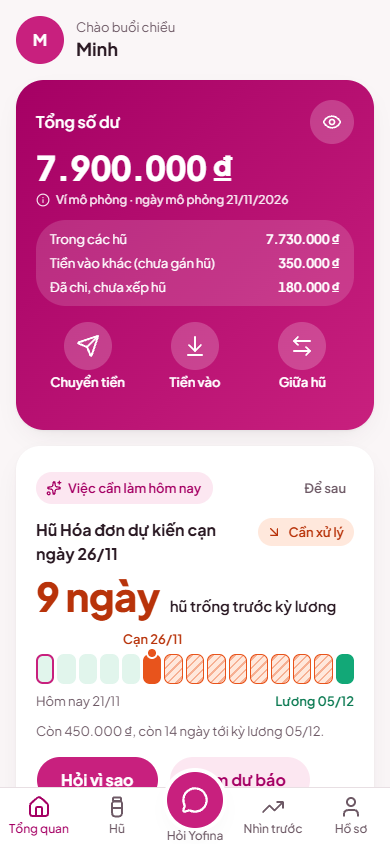 M
Chào buổi chiều
Minh
Tổng số dư
7.900.000 ₫
Ví mô phỏng · ngày mô phỏng 21/11/2026
Trong các hũ 7.730.000 ₫
Tiền vào khác (chưa gán hũ) 350.000 ₫
Đã chi, chưa xếp hũ 180.000 ₫
Chuyển tiền Tiền vào Giữa hũ
Việc cần làm hôm nay Để sau
Hũ Hóa đơn dự kiến cạn
ngày 26/11
Cần xử lý
9 ngày hũ trống trước kỳ lương
Cạn 26/11
Hôm nay 21/11 Lương 05/12
Còn 450.000 ₫, còn 14 ngày tới kỳ lương 05/12.
Hỏi vì sao dự báo
Tổng quan Hũ Hỏi Yofina Nhìn trước Hồ sơ